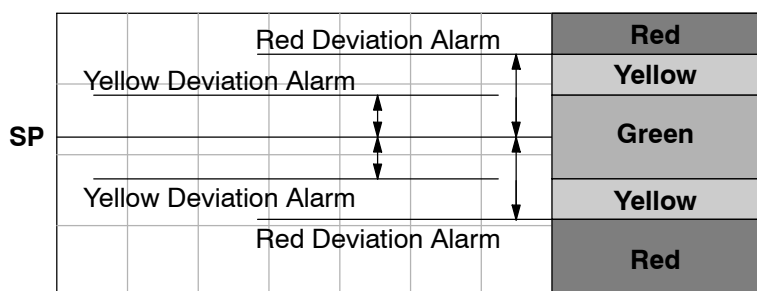 Red Deviation Alarm
Red
Yellow Deviation Alarm
Yellow
SP
Green
Yellow Deviation Alarm
Yellow
Red Deviation Alarm
Red